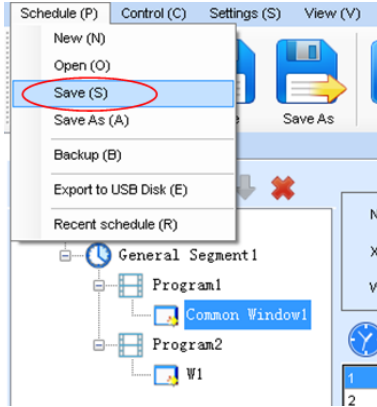 Schedule (P) Control (C) Settings (S) View (V)
New (N)
Open (O)
Save (S)
Save As (A)
Save As
Backup (B)
Export to USB Disk (E)
Recent schedule (R)
General Segment1
Program1
Common Window1
Program2
W1
1
2